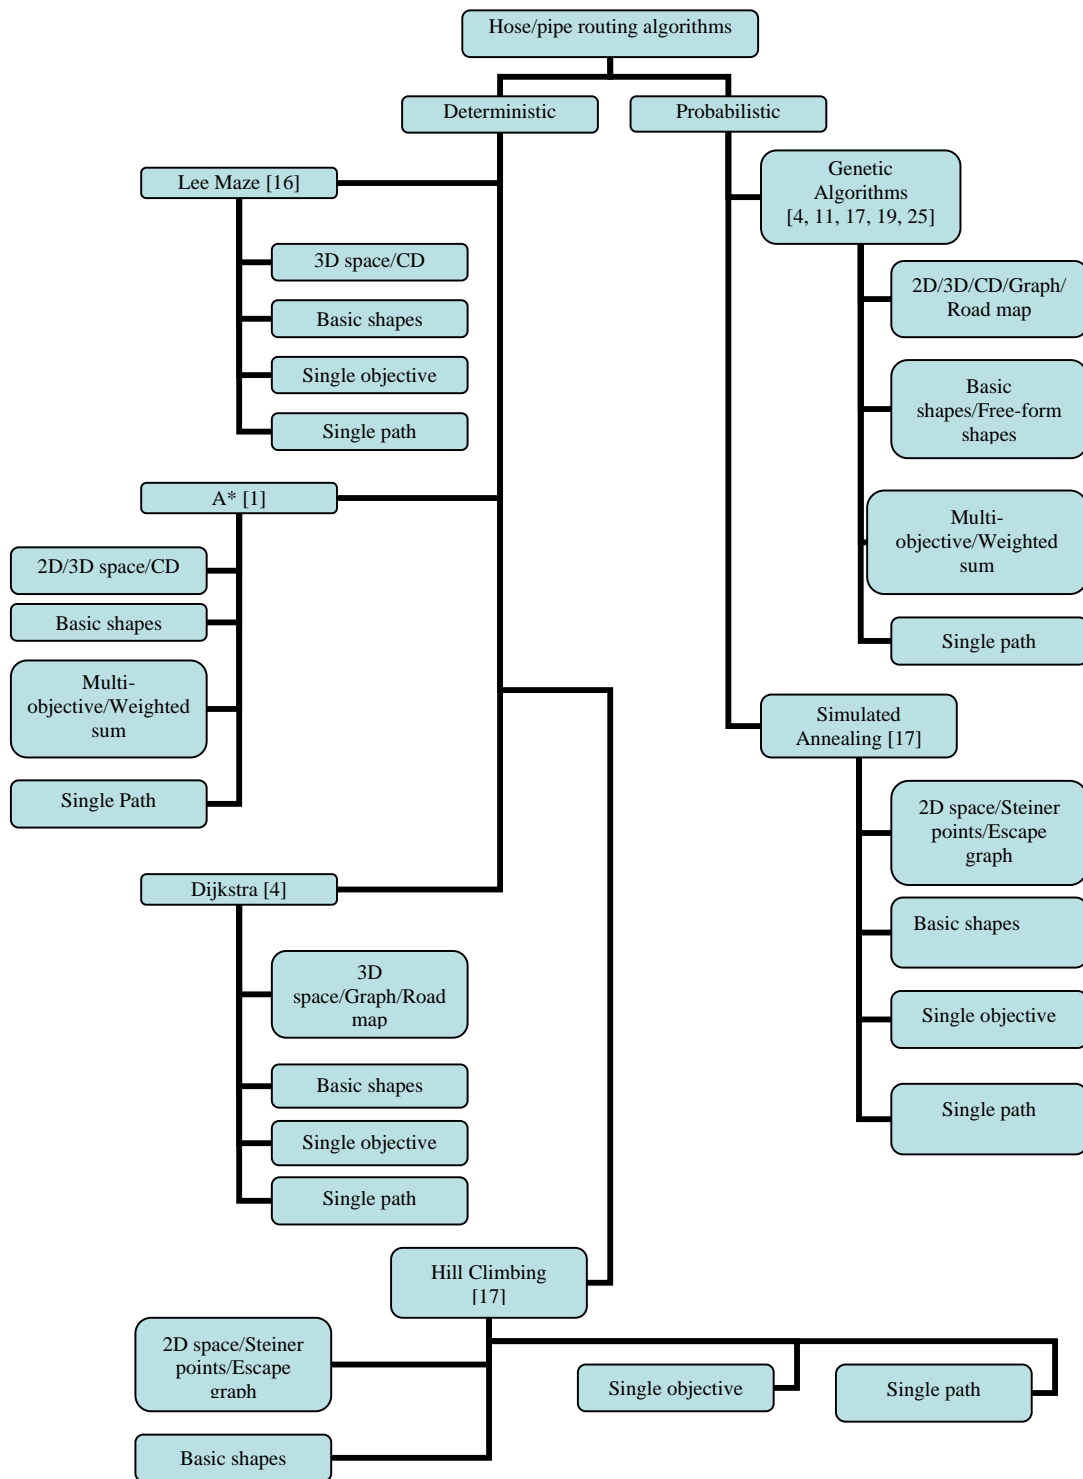 Hose/pipe routing algorithms
Deterministic
Probabilistic
Lee Maze [16]
3D space/CD
Basic shapes
Single objective
Single path
A* [1]
2D/3D space/CD
Basic shapes
Multi-
objective/Weighted
sum
Single Path
Dijkstra [4]
3D
space/Graph/Road
map
Basic shapes
Single objective
Single path
Hill Climbing
[17]
2D space/Steiner
points/Escape
graph
Basic shapes
Single objective
Single path
Genetic
Algorithms
[4, 11, 17, 19, 25]
2D/3D/CD/Graph/
Road map
Basic
shapes/Free-form
shapes
Multi-
objective/Weighted
sum
Single path
Simulated
Annealing [17]
2D space/Steiner
points/Escape
graph
Basic shapes
Single objective
Single path